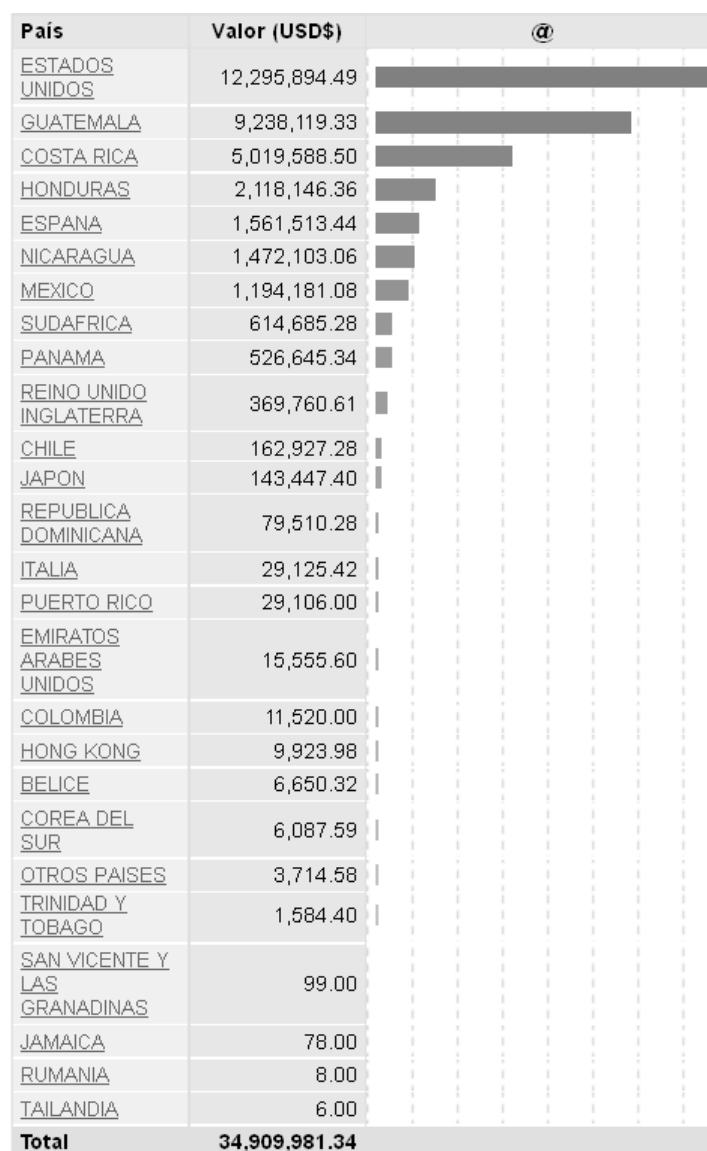 País Valor (USD$) @
ESTADOS
UNIDOS 12,295,894.49
GUATEMALA 9,238,119.33
COSTA RICA 5,019,588.50
HONDURAS 2,118,146.36
ESPANA 1,561,513.44
NICARAGUA 1,472,103.06
MEXICO 1,194,181.08
SUDAFRICA 614,685.28
PANAMA 526,645.34
REINO UNIDO
INGLATERRA 369,760.61
CHILE 162,927.28
JAPON 143,447.40
REPUBLICA
DOMINICANA 79,510.28
ITALIA 29,125.42
PUERTO RICO 29,106.00
EMIRATOS
ARABES 15,555.60
UNIDOS
COLOMBIA 11,520.00
HONG KONG 9,923.98
BELICE 6,650.32
COREA DEL
SUR 6,087.59
OTROS PAISES 3,714.58
TRINIDAD Y
TOBAGO 1,584.40
SAN VICENTE Y
LAS 99.00
GRANADINAS
JAMAICA 78.00
RUMANIA 8.00
TAILANDIA 6.00
Total 34,909,981.34